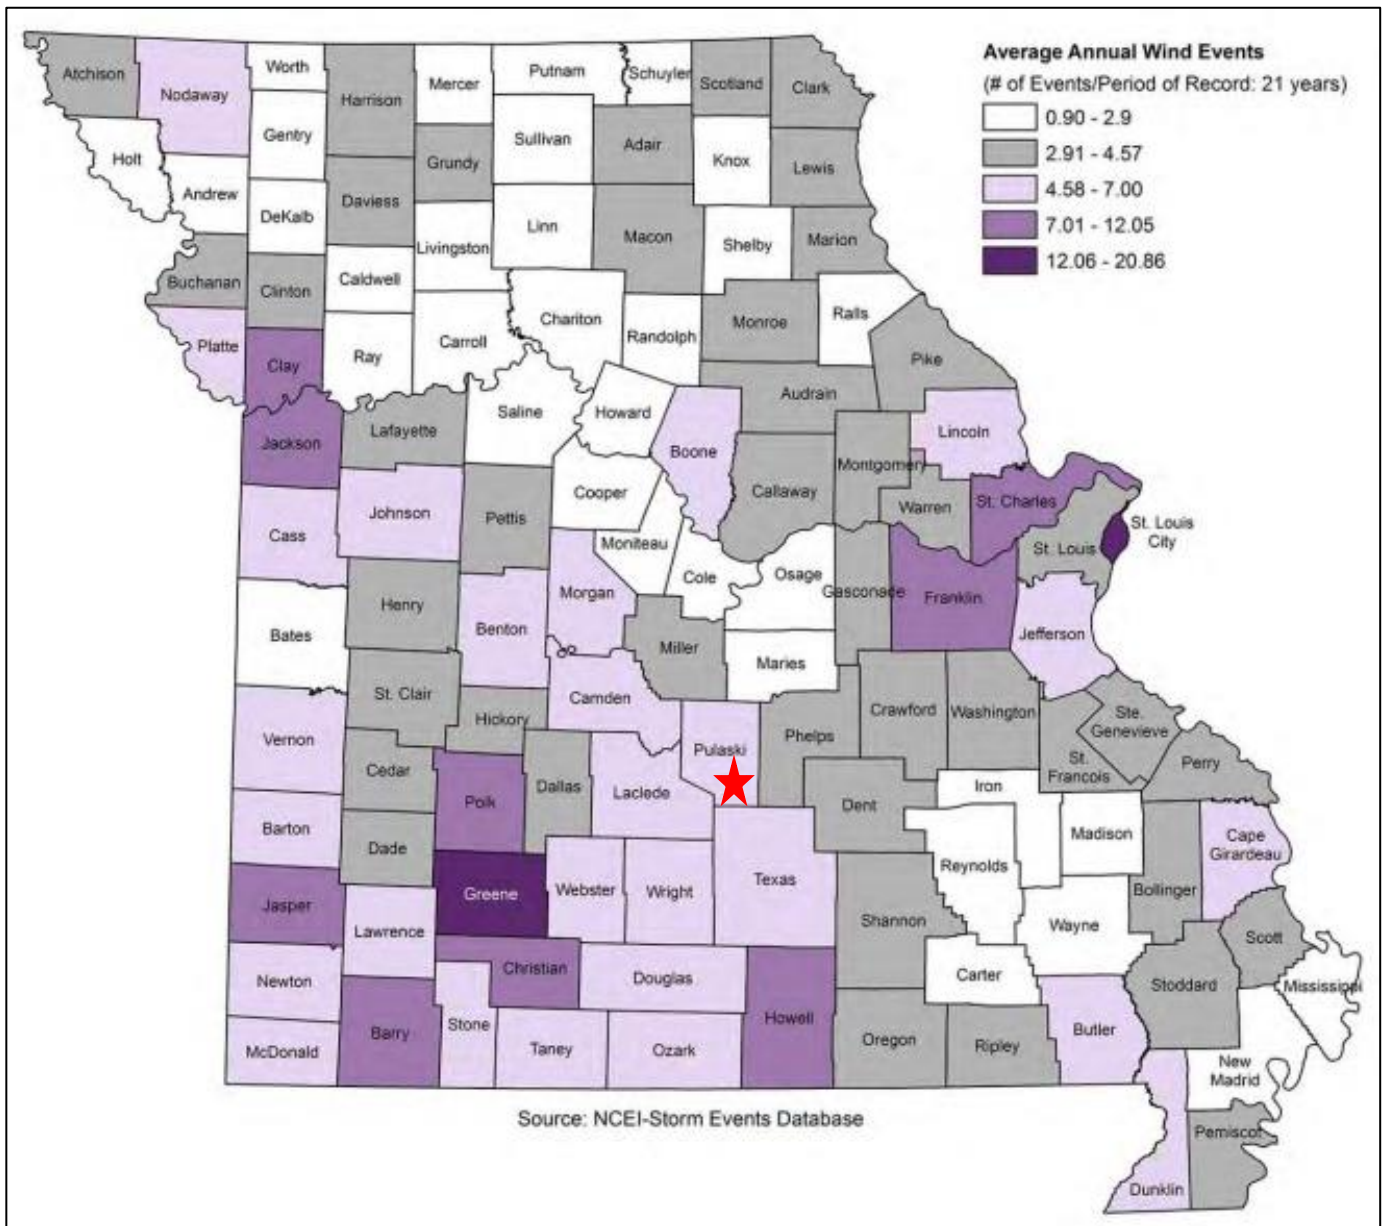 Average Annual Wind Events
(# of Events/Period of Record: 21 years)
0.90 - 2.9
2.91 - 4.57
4.58 - 7.00
7.01 - 12.05
12.06 - 20.86
Atchison
Nodaway
Worth
Harrison
Mercer
Putnam
Schuyler
Scotland
Clark
Holt
Gentry
Grundy
Sullivan
Adair
Knox
Lewis
Andrew
DeKalb
Daviess
Livingston
Linn
Macon
Shelby
Marion
Buchanan
Clinton
Caldwell
Chariton
Randolph
Monroe
Ralls
Platte
Clay
Ray
Carroll
Pike
Jackson
Lafayette
Saline
Howard
Boone
Audrain
Lincoln
Cass
Johnson
Pettis
Cooper
Callaway
Montgomery
Warren
St. Charles
St. Louis
St. Louis
City
Moniteau
Cole
Osage
Gasconade
Franklin
Jefferson
Bates
Henry
Benton
Morgan
Miller
Maries
St. Clair
Hickory
Camden
Crawford
Washington
Ste.
Genevieve
St.
Francois
Perry
Vernon
Cedar
Polk
Dallas
Laclede
Pulaski
Phelps
Dent
Iron
Madison
Cape
Girardeau
Barton
Dade
Greene
Webster
Wright
Texas
Reynolds
Bollinger
Jasper
Lawrence
Shannon
Wayne
Scott
Newton
Christian
Douglas
Carter
Stoddard
Mississippi
McDonald
Barry
Stone
Taney
Ozark
Howell
Oregon
Ripley
Butler
New
Madrid
Pemiscot
Dunklin
Source: NCEI-Storm Events Database